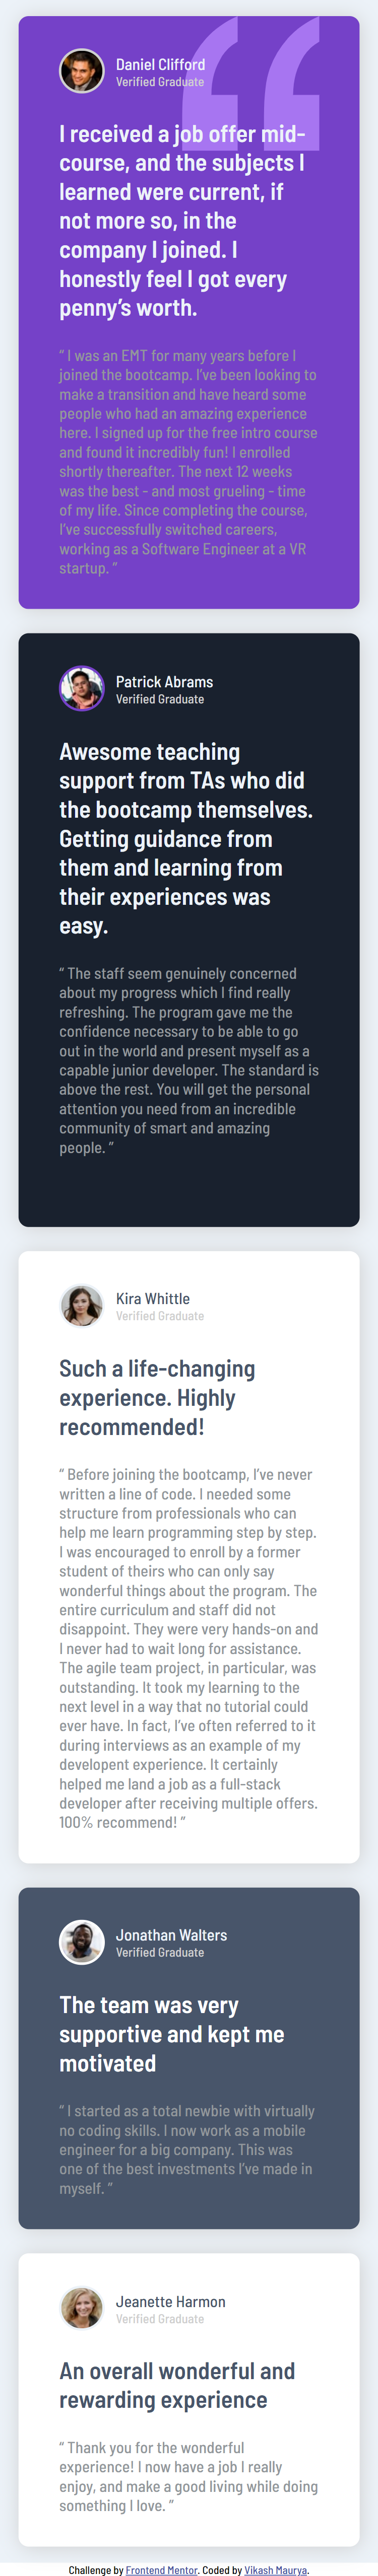 Daniel Clifford
Verified Graduate
I received a job offer mid-
course, and the subjects I
learned were current, if
not more so, in the
company I joined. I
honestly feel I got every
penny’s worth.
“ I was an EMT for many years before I
joined the bootcamp. I’ve been looking to
make a transition and have heard some
people who had an amazing experience
here. I signed up for the free intro course
and found it incredibly fun! I enrolled
shortly thereafter. The next 12 weeks
was the best - and most grueling - time
of my life. Since completing the course,
I’ve successfully switched careers,
working as a Software Engineer at a VR
startup. ”
Patrick Abrams
Verified Graduate
Awesome teaching
support from TAs who did
the bootcamp themselves.
Getting guidance from
them and learning from
their experiences was
easy.
“ The staff seem genuinely concerned
about my progress which I find really
refreshing. The program gave me the
confidence necessary to be able to go
out in the world and present myself as a
capable junior developer. The standard is
above the rest. You will get the personal
attention you need from an incredible
community of smart and amazing
people. ”
Kira Whittle
Verified Graduate
Such a life-changing
experience. Highly
recommended!
“ Before joining the bootcamp, I’ve never
written a line of code. I needed some
structure from professionals who can
help me learn programming step by step.
I was encouraged to enroll by a former
student of theirs who can only say
wonderful things about the program. The
entire curriculum and staff did not
disappoint. They were very hands-on and
I never had to wait long for assistance.
The agile team project, in particular, was
outstanding. It took my learning to the
next level in a way that no tutorial could
ever have. In fact, I’ve often referred to it
during interviews as an example of my
developent experience. It certainly
helped me land a job as a full-stack
developer after receiving multiple offers.
100% recommend! ”
Jonathan Walters
Verified Graduate
The team was very
supportive and kept me
motivated
“ I started as a total newbie with virtually
no coding skills. I now work as a mobile
engineer for a big company. This was
one of the best investments I’ve made in
myself. ”
Jeanette Harmon
Verified Graduate
An overall wonderful and
rewarding experience
“ Thank you for the wonderful
experience! I now have a job I really
enjoy, and make a good living while doing
something I love. ”
Challenge by Frontend Mentor. Coded by Vikash Maurya.